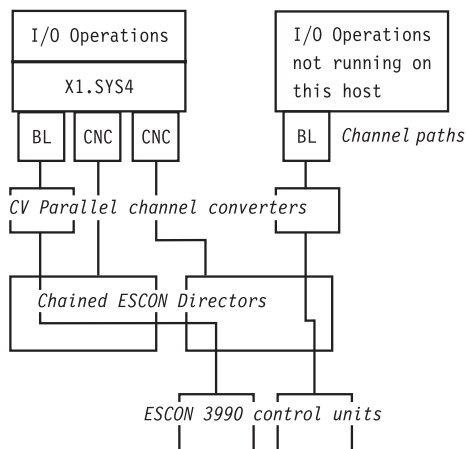 I/O Operations
X1.SYS4
BL CNC CNC
I/O Operations
not running on
this host
BL
Channel paths
CV Parallel channel converters
Chained ESCON Directors
ESCON 3990 control units